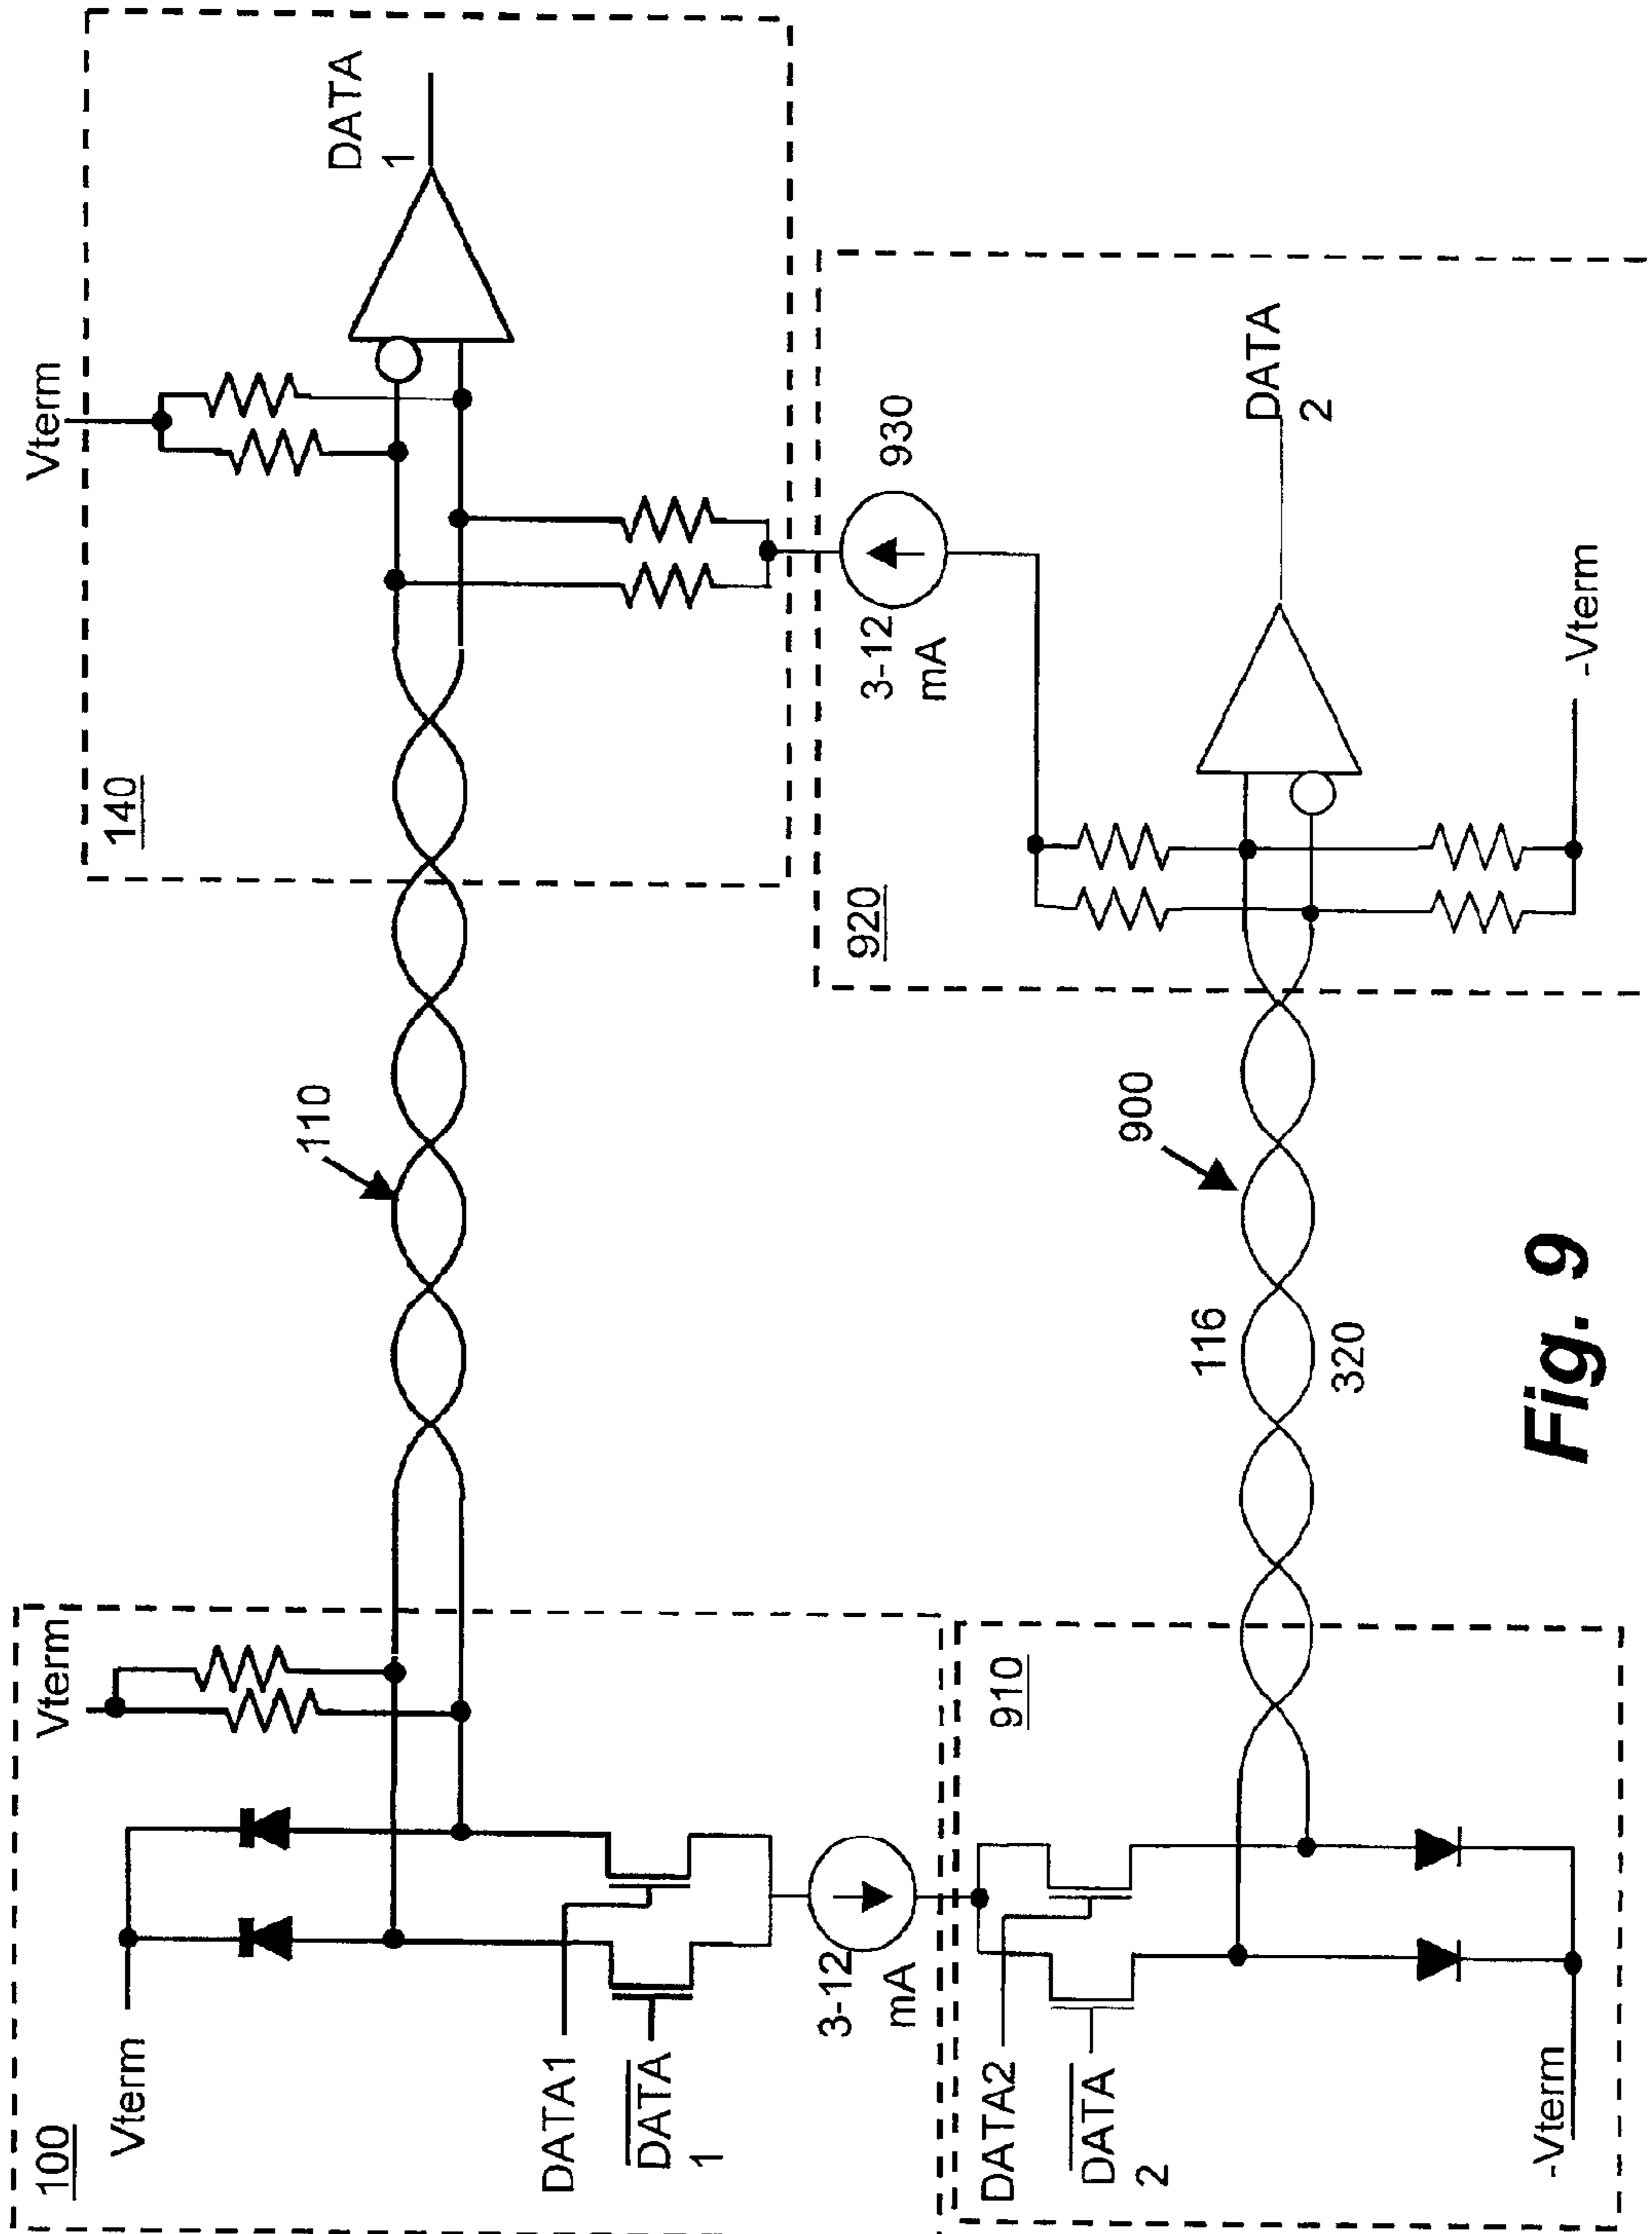 100
Vterm
Vterm
DATA1
DATA
1
3-12
mA
110
140
Vterm
DATA
1
910
DATA2
DATA
2
-Vterm
116
320
900
920
3-12
mA
930
DATA
2
-Vterm
Fig. 9